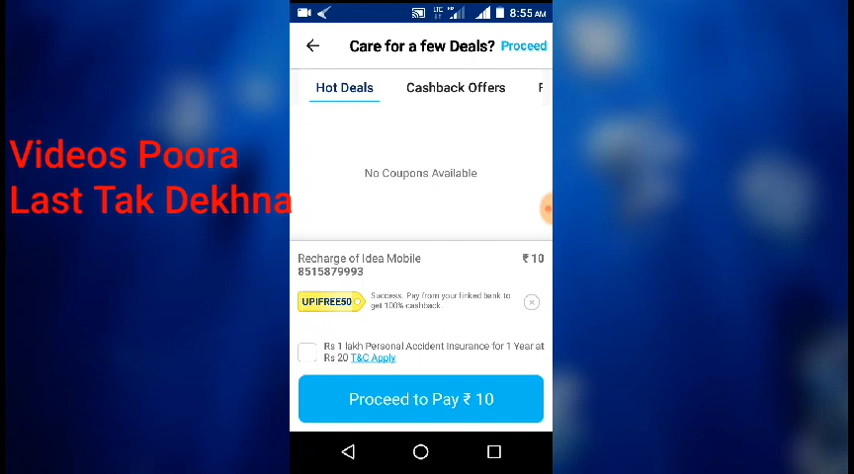 LTE
8:55 AM
Care for a few Deals? Proceed
Hot Deals Cashback Offers F
Videos Poora
Last Tak Dekhna
No Coupons Available
Recharge of Idea Mobile ₹ 10
8515879993
UPIFREE50
Success. Pay from your linked bank to
get 100% cashback.
Rs 1 lakh Personal Accident Insurance for 1 Year at
Rs 20 T&C Apply
Proceed to Pay ₹ 10